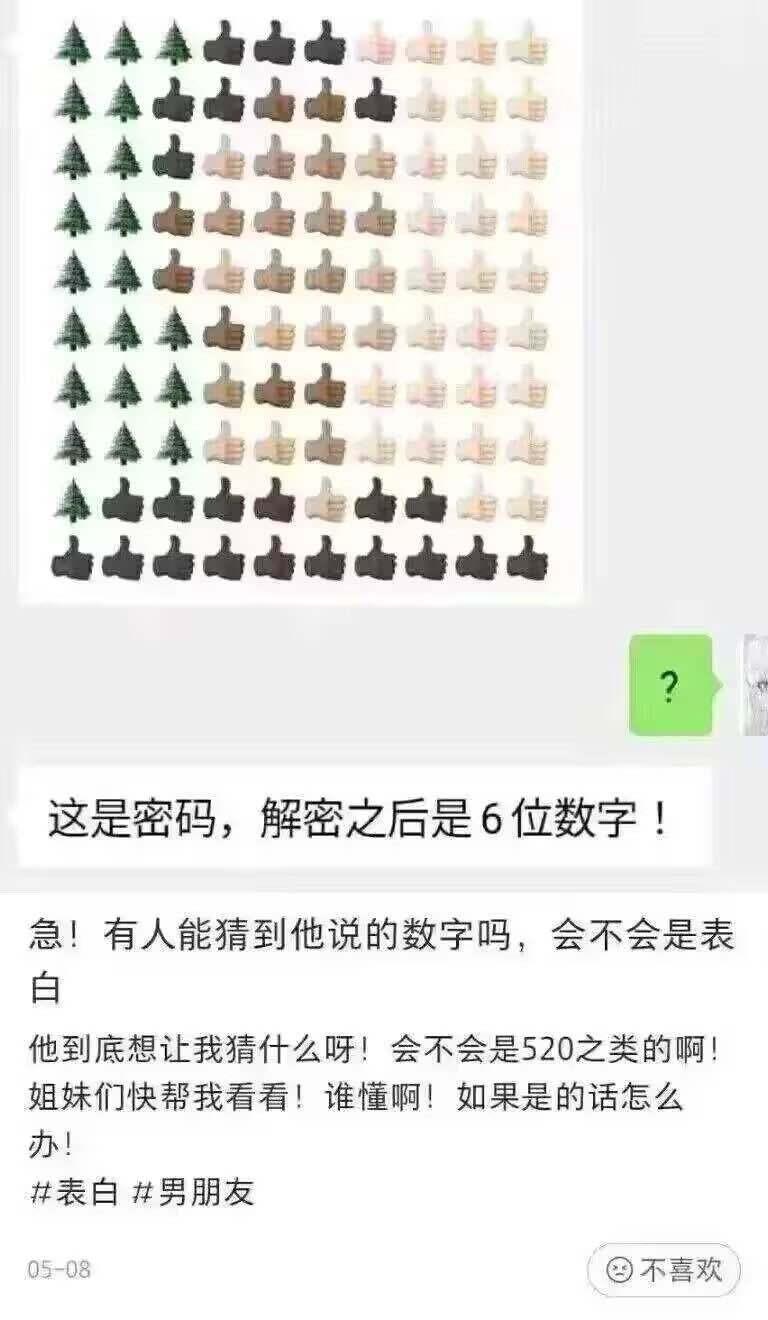 ?
这是密码，解密之后是6位数字！
急！有人能猜到他说的数字吗，会不会是表
白
他到底想让我猜什么呀！会不会是520之类的啊！
姐妹们快帮我看看！谁懂啊！如果是的话怎么
办！
#表白 #男朋友
05-08
不喜欢